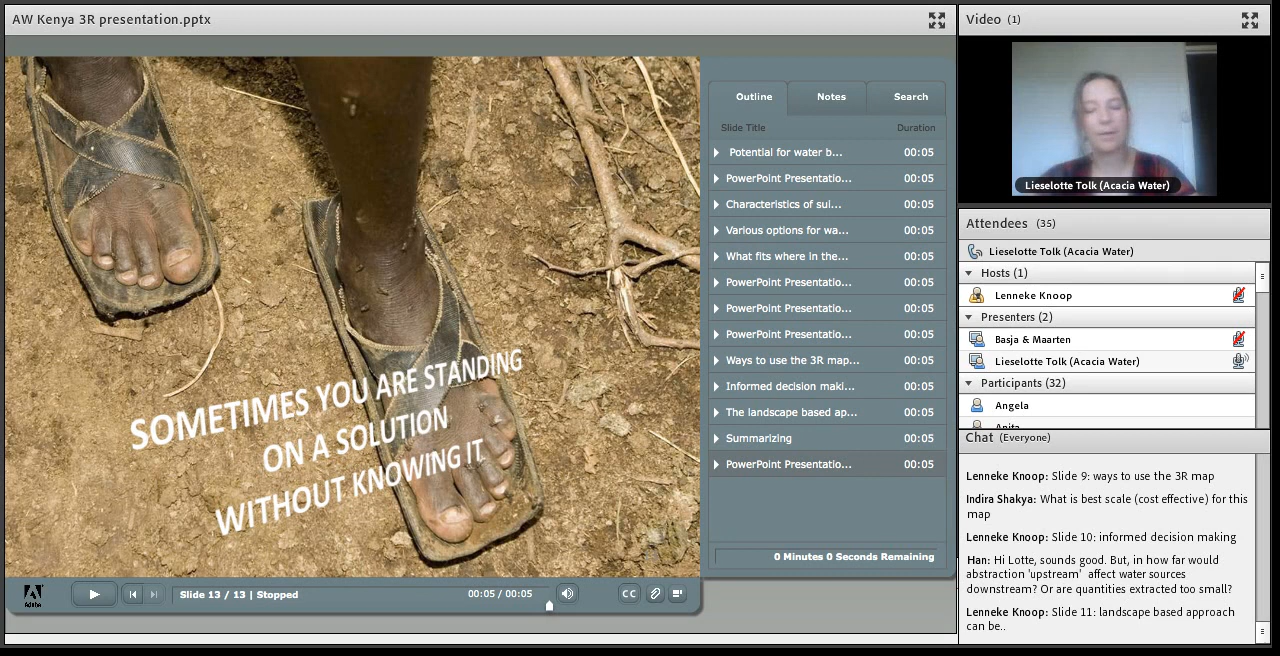 AW Kenya 3R presentation.pptx
SOMETIMES YOU ARE STANDING
ON A SOLUTION
WITHOUT KNOWING IT
Outline
Notes
Search
Slide Title Duration
Potential for water b... 00:05
PowerPoint Presentatio... 00:05
Characteristics of sui... 00:05
Various options for wa... 00:05
What fits where in the... 00:05
PowerPoint Presentatio... 00:05
PowerPoint Presentatio... 00:05
PowerPoint Presentatio... 00:05
Ways to use the 3R map... 00:05
Informed decision maki... 00:05
The landscape based ap... 00:05
Summarizing 00:05
PowerPoint Presentatio... 00:05
0 Minutes 0 Seconds Remaining
Adobe
Slide 13 / 13 | Stopped
00:05 / 00:05
CC
Video (1)
Lieselotte Tolk (Acacia Water)
Attendees (35)
Lieselotte Tolk (Acacia Water)
Hosts (1)
Lenneke Knoop
Presenters (2)
Basja & Maarten
Lieselotte Tolk (Acacia Water)
Participants (32)
Angela
Anita
Chat (Everyone)
Lenneke Knoop: Slide 9: ways to use the 3R map
Indira Shakya: What is best scale (cost effective) for this
map
Lenneke Knoop: Slide 10: informed decision making
Han: Hi Lotte, sounds good. But, in how far would
abstraction 'upstream' affect water sources
downstream? Or are quantities extracted too small?
Lenneke Knoop: Slide 11: landscape based approach
can be..